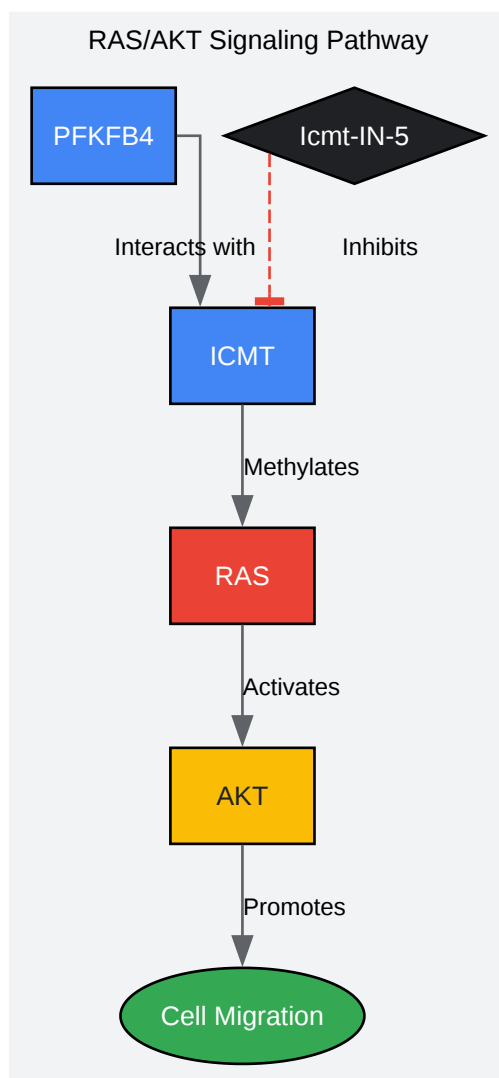 RAS/AKT Signaling Pathway
PFKFB4
Icmt-IN-5
Interacts with
Inhibits
ICMT
Methylates
RAS
Activates
AKT
Promotes
Cell Migration